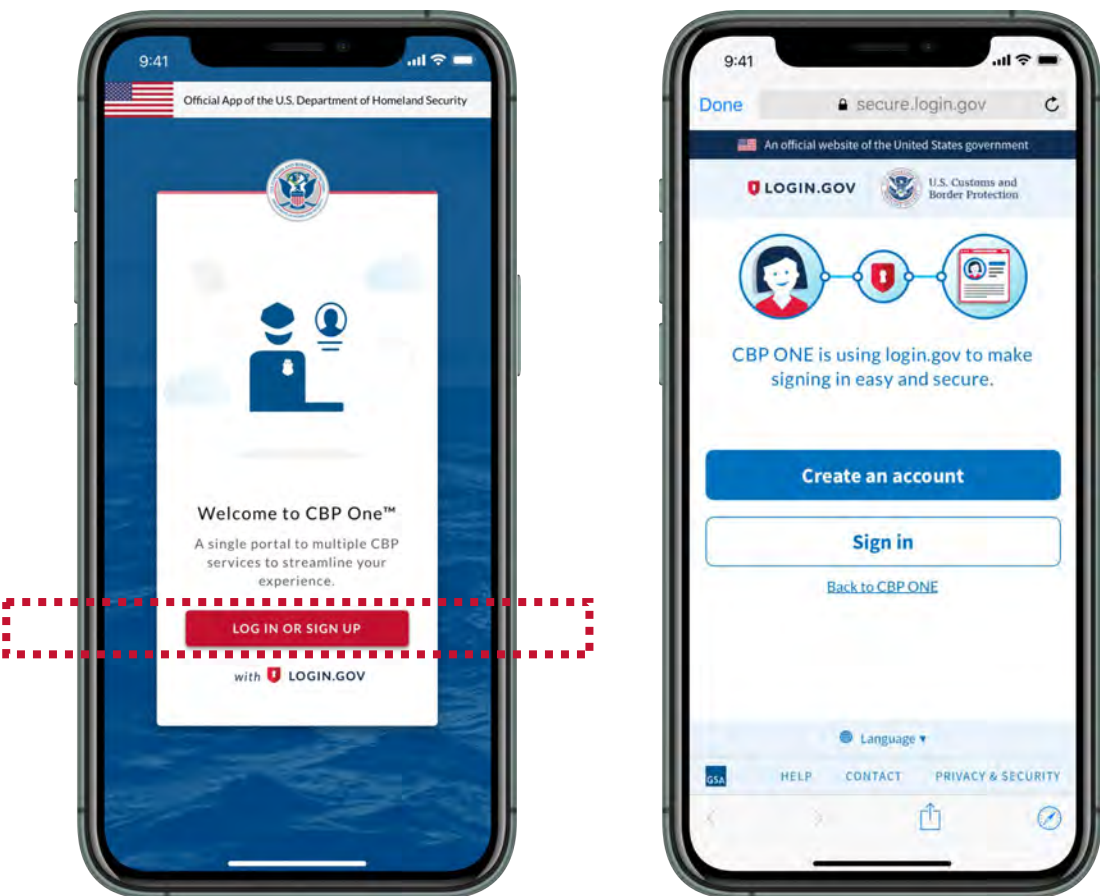 9:41
Official App of the U.S. Department of Homeland Security
Welcome to CBP One™
A single portal to multiple CBP
services to streamline your
experience.
LOG IN OR SIGN UP
with LOGIN.GOV
9:41
Done
secure.login.gov
An official website of the United States government
LOGIN.GOV
U.S. Customs and
Border Protection
CBP ONE is using login.gov to make
signing in easy and secure.
Create an account
Sign in
Back to CBP ONE
Language
GSA
HELP
CONTACT
PRIVACY & SECURITY